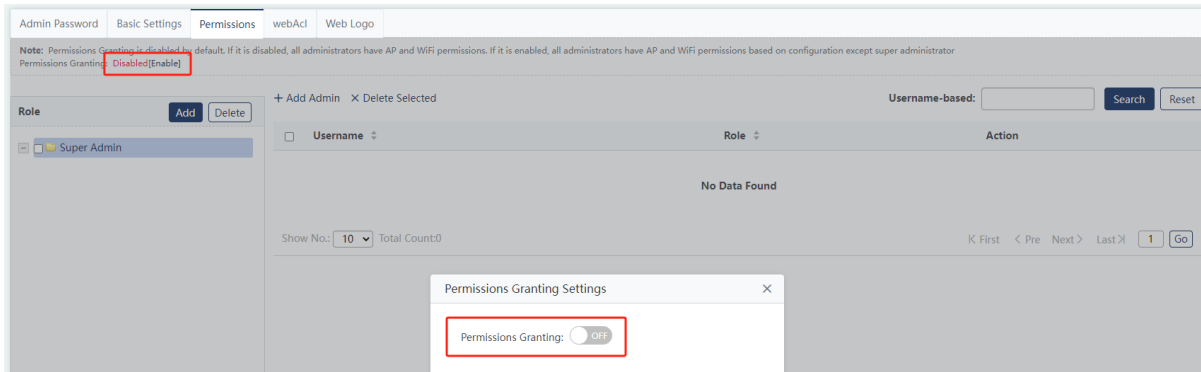 Admin Password Basic Settings Permissions webAcl Web Logo
Note: Permissions Granting is disabled by default. If it is disabled, all administrators have AP and WiFi permissions. If it is enabled, all administrators have AP and WiFi permissions based on configuration except super administrator
Permissions Granting: Disabled[Enable]
Role Add Delete
Super Admin
+ Add Admin × Delete Selected Username-based: Search Reset
Username Role Action
No Data Found
Show No.: 10 Total Count:0 First Pre Next Last 1 Go
Permissions Granting Settings
Permissions Granting: OFF